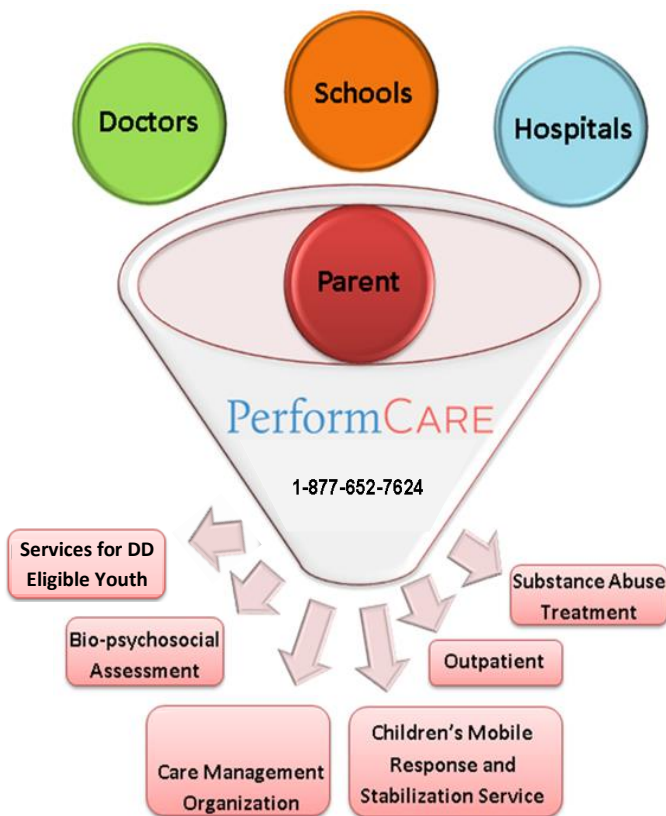 Doctors
Schools
Hospitals
Parent
PerformCARE
1-877-652-7624
Services for DD
Eligible Youth
Substance Abuse
Treatment
Bio-psychosocial
Assessment
Outpatient
Care Management
Organization
Children's Mobile
Response and
Stabilization Service